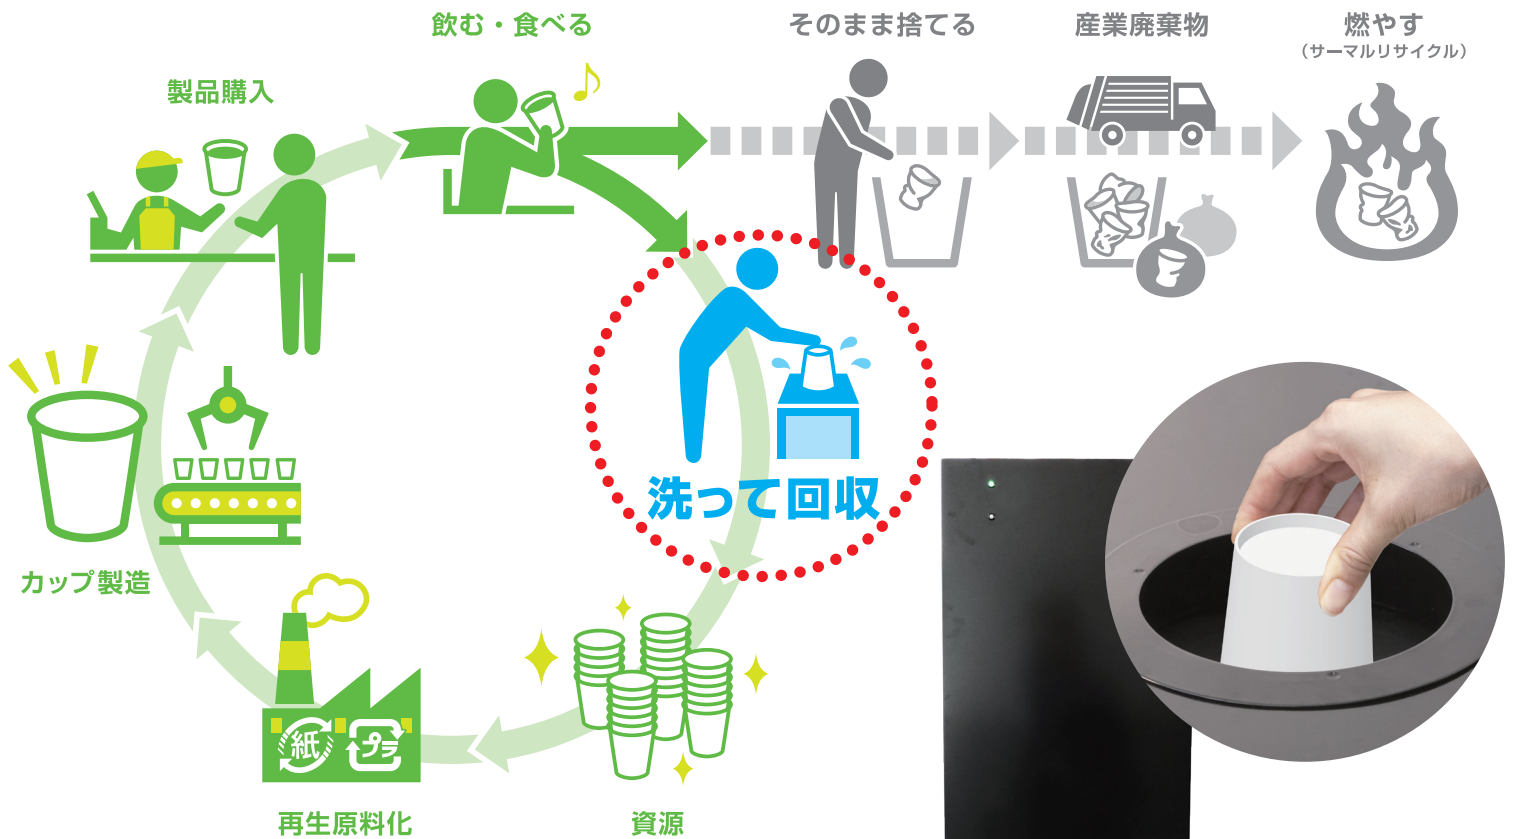 飲む・食べる
そのまま捨てる
産業廃棄物
燃やす
（サーマルリサイクル）
製品購入
洗って回収
カップ製造
紙
プラ
再生原料化
資源